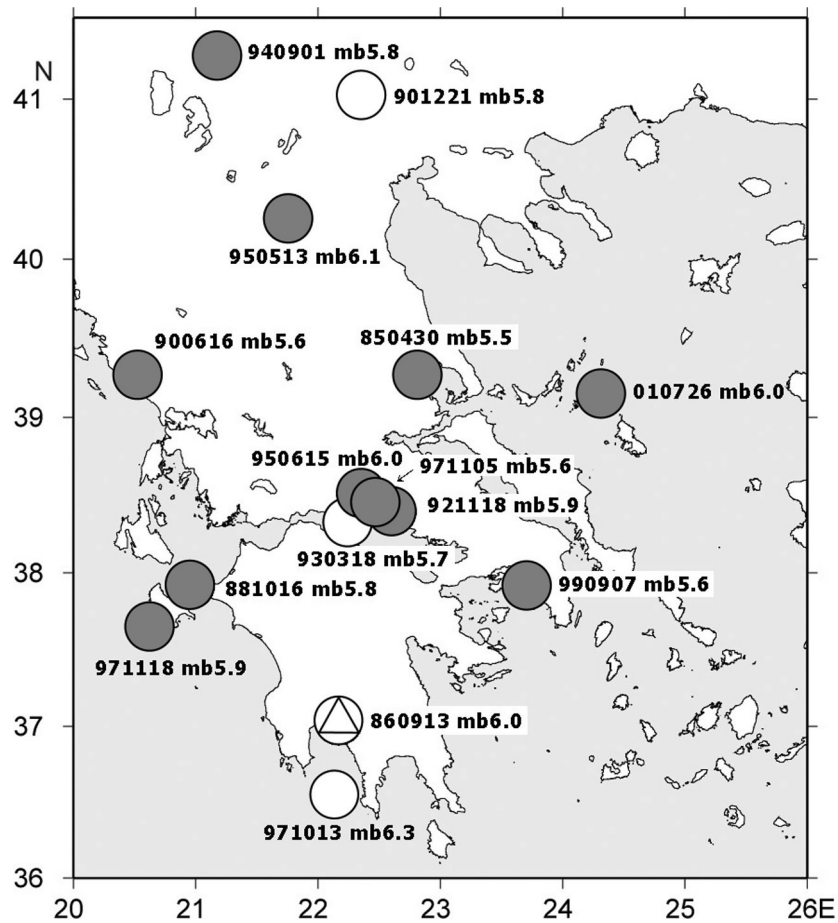 940901 mb5.8
N
41
901221 mb5.8
950513 mb6.1
40
900616 mb5.6
850430 mb5.5
010726 mb6.0
39
950615 mb6.0
971105 mb5.6
921118 mb5.9
930318 mb5.7
38
881016 mb5.8
990907 mb5.6
971118 mb5.9
37
860913 mb6.0
971013 mb6.3
36
20 21 22 23 24 25 26E